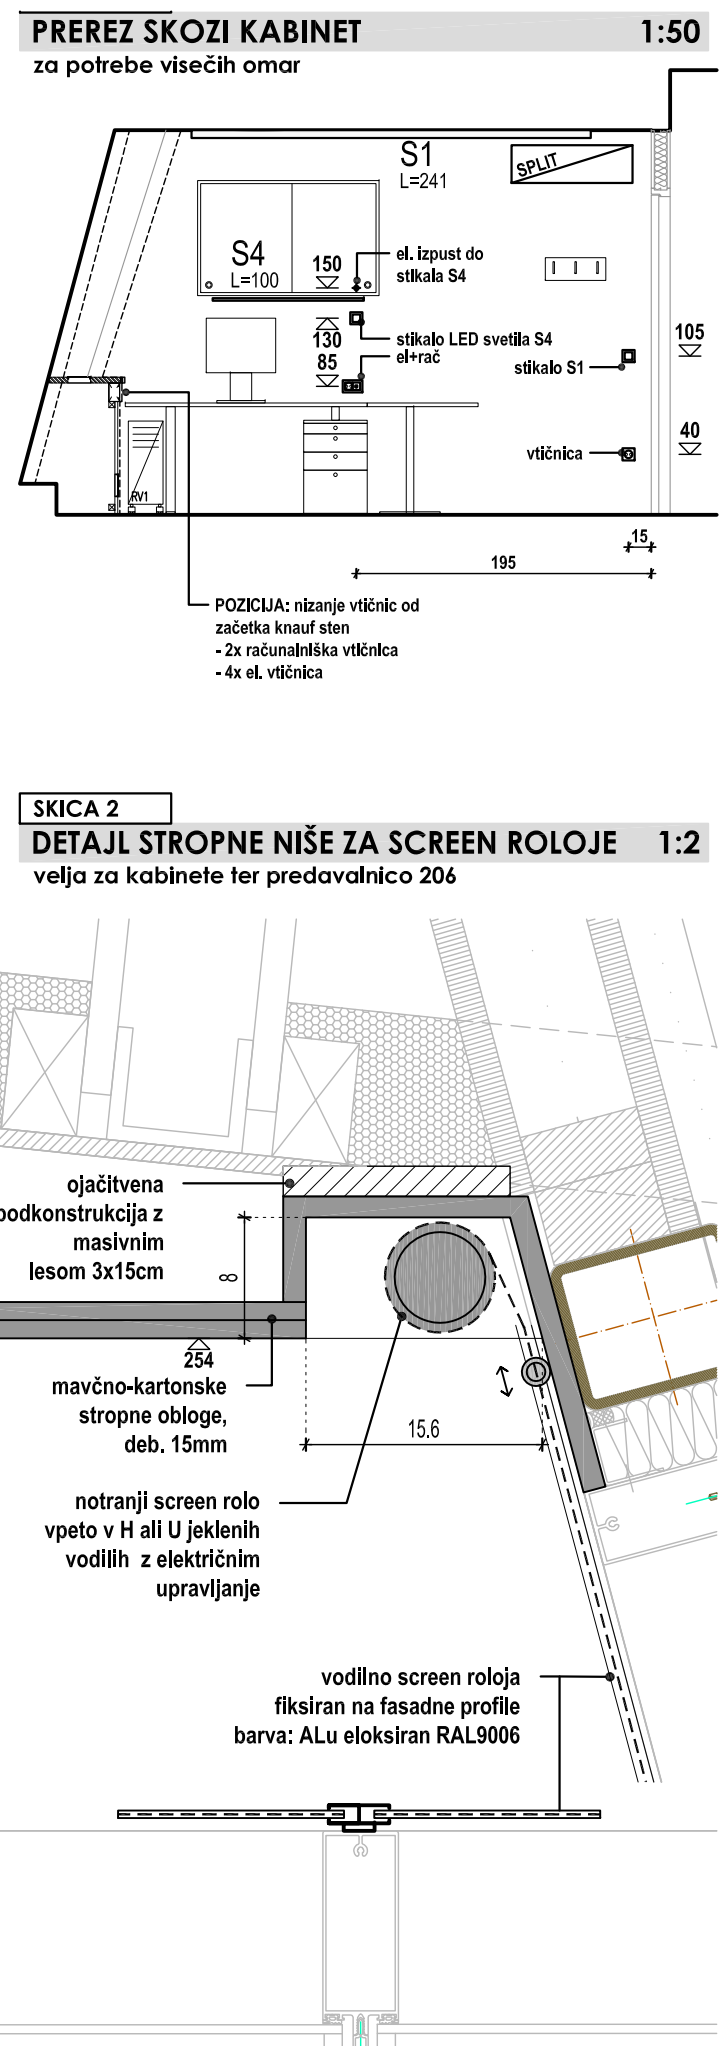 PREREZ SKOZI KABINET 1:50
za potrebe visečih omar
S1
L=241
SPLIT
S4
L=100
150
el. izpust do
stikala S4
130
stikalo LED svetila S4
85
el+rač
105
stikalo S1
40
vtičnica
RV1
15
195
POZICIJA: nizanje vtičnic od
začetka knauf sten
- 2x računalniška vtičnica
- 4x el. vtičnica
SKICA 2
DETAJL STROPNE NIŠE ZA SCREEN ROLOJE 1:2
velja za kabinete ter predavalnico 206
ojačitvena
podkonstrukcija z
masivnim
lesom 3x15cm
8
254
mavčno-kartonske
stropne obloge,
deb. 15mm
15.6
notranji screen rolo
vpeto v H ali U jeklenih
vodilih z električnim
upravljanje
vodilno screen roloja
fiksiran na fasadne profile
barva: ALu eloksiran RAL9006